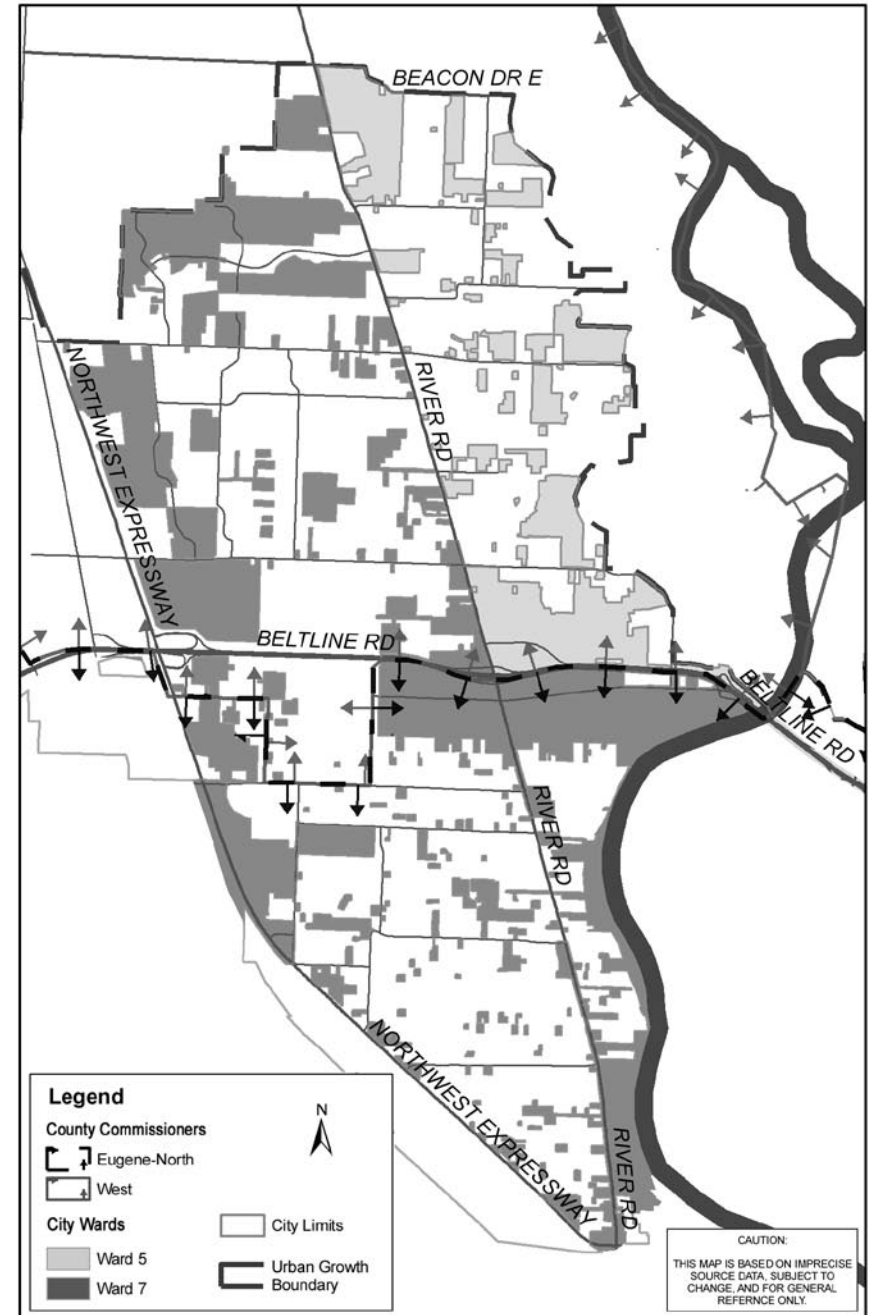 BEACON DR E
RIVER RD
NORTHWEST EXPRESSWAY
BELTLINE RD
BELTLINE RD
RIVER RD
NORTHWEST EXPRESSWAY
RIVER RD
Legend
County Commissioners
Eugene-North
West
City Wards
Ward 5
Ward 7
N
City Limits
Urban Growth
Boundary
CAUTION:
THIS MAP IS BASED ON IMPRECISE
SOURCE DATA, SUBJECT TO
CHANGE, AND FOR GENERAL
REFERNCE ONLY.